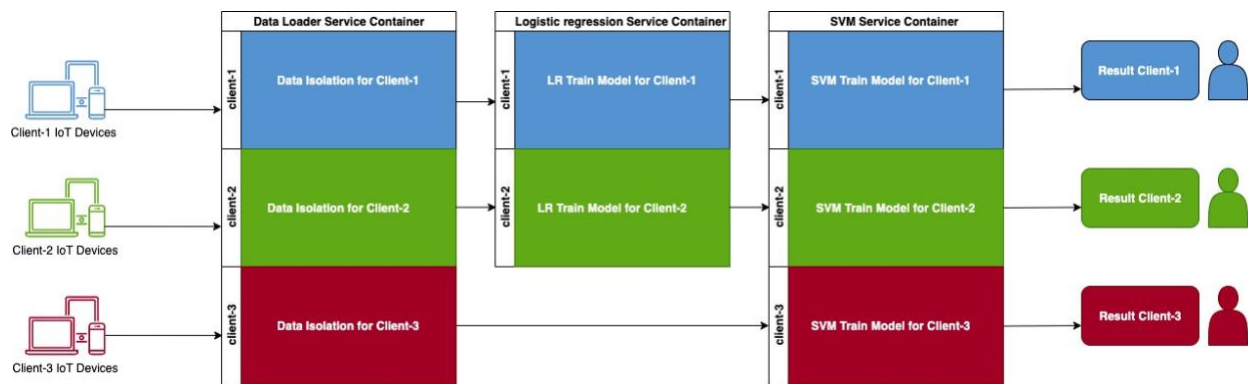 Data Loader Service Container
Logistic regression Service Container
SVM Service Container
Client-1 IoT Devices
client-1
Data Isolation for Client-1
client-1
LR Train Model for Client-1
client-1
SVM Train Model for Client-1
Result Client-1
Client-2 IoT Devices
client-2
Data Isolation for Client-2
client-2
LR Train Model for Client-2
client-2
SVM Train Model for Client-2
Result Client-2
Client-3 IoT Devices
client-3
Data Isolation for Client-3
client-3
SVM Train Model for Client-3
Result Client-3